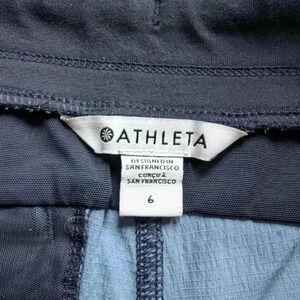 ATHLETA
DESIGNED IN
SAN FRANCISCO
CONÇU À
SAN FRANCISCO
6